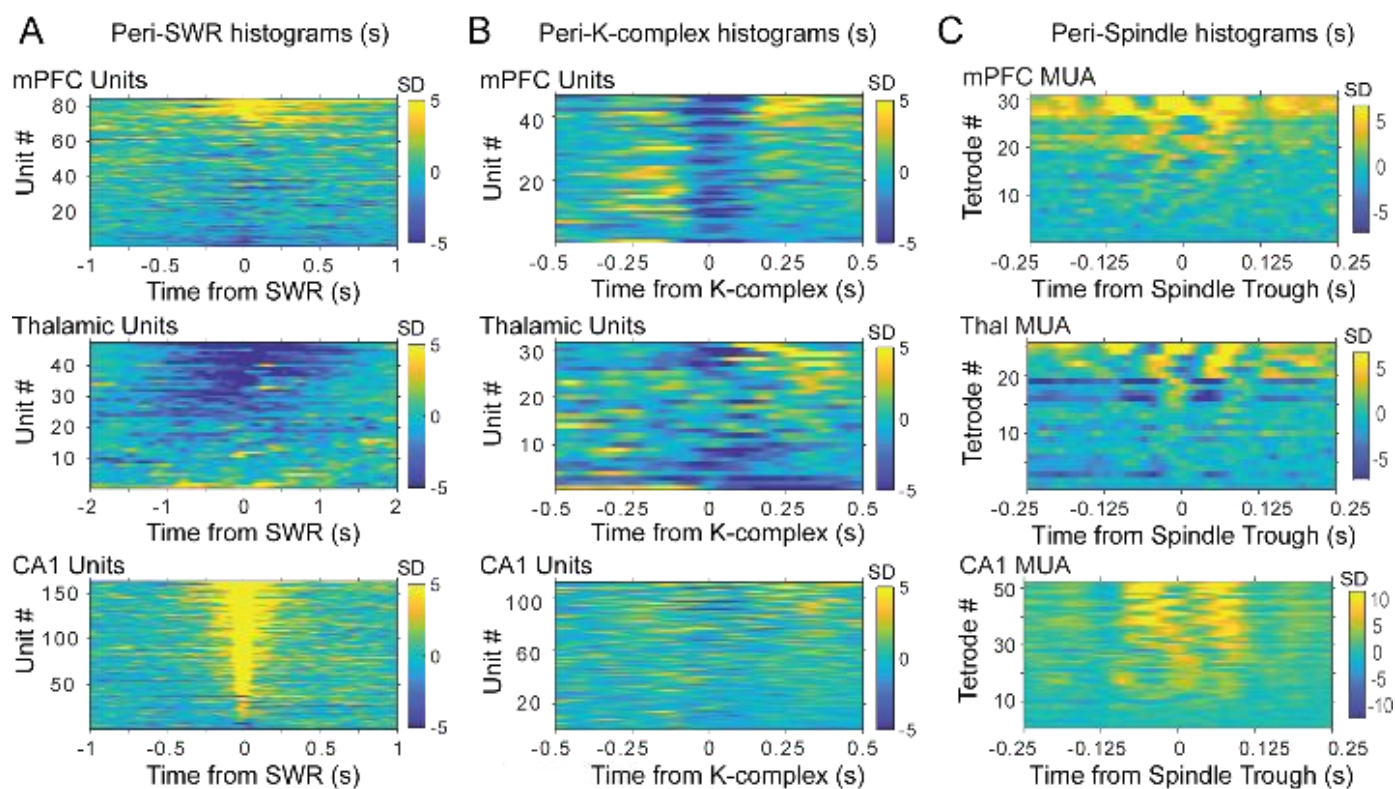 A Peri-SWR histograms (s)
B Peri-K-complex histograms (s)
C Peri-Spindle histograms (s)
mPFC Units
SD
80
60
40
20
Unit #
5
0
-5
-1 -0.5 0 0.5 1
Time from SWR (s)
Thalamic Units
SD
40
30
20
10
Unit #
5
0
-5
-2 -1 0 1 2
Time from SWR (s)
CA1 Units
SD
150
100
50
Unit #
5
0
-5
-1 -0.5 0 0.5 1
Time from SWR (s)
mPFC Units
SD
40
20
Unit #
5
0
-5
-0.5 -0.25 0 0.25 0.5
Time from K-complex (s)
Thalamic Units
SD
30
20
10
Unit #
5
0
-5
-0.5 -0.25 0 0.25 0.5
Time from K-complex (s)
CA1 Units
SD
100
60
20
Unit #
5
0
-5
-0.5 -0.25 0 0.25 0.5
Time from K-complex (s)
mPFC MUA
SD
30
20
10
Tetrode #
5
0
-5
-0.25 -0.125 0 0.125 0.25
Time from Spindle Trough (s)
Thal MUA
SD
20
10
Tetrode #
5
0
-5
-0.25 -0.125 0 0.125 0.25
Time from Spindle Trough (s)
CA1 MUA
SD
50
40
30
20
10
Tetrode #
10
5
0
-5
-10
-0.25 -0.125 0 0.125 0.25
Time from Spindle Trough (s)